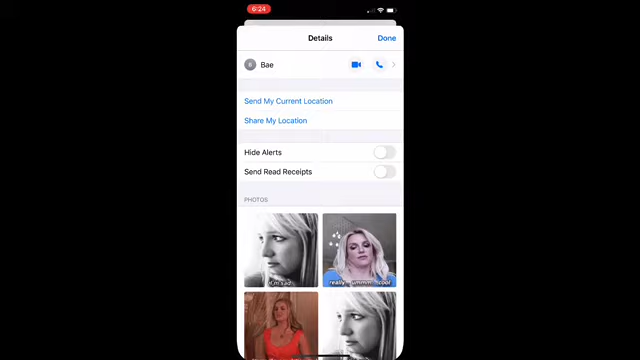 6:24
Details
Done
B
Bae
Send My Current Location
Share My Location
Hide Alerts
Send Read Receipts
PHOTOS
i'm sad
really.. ummm.. cool